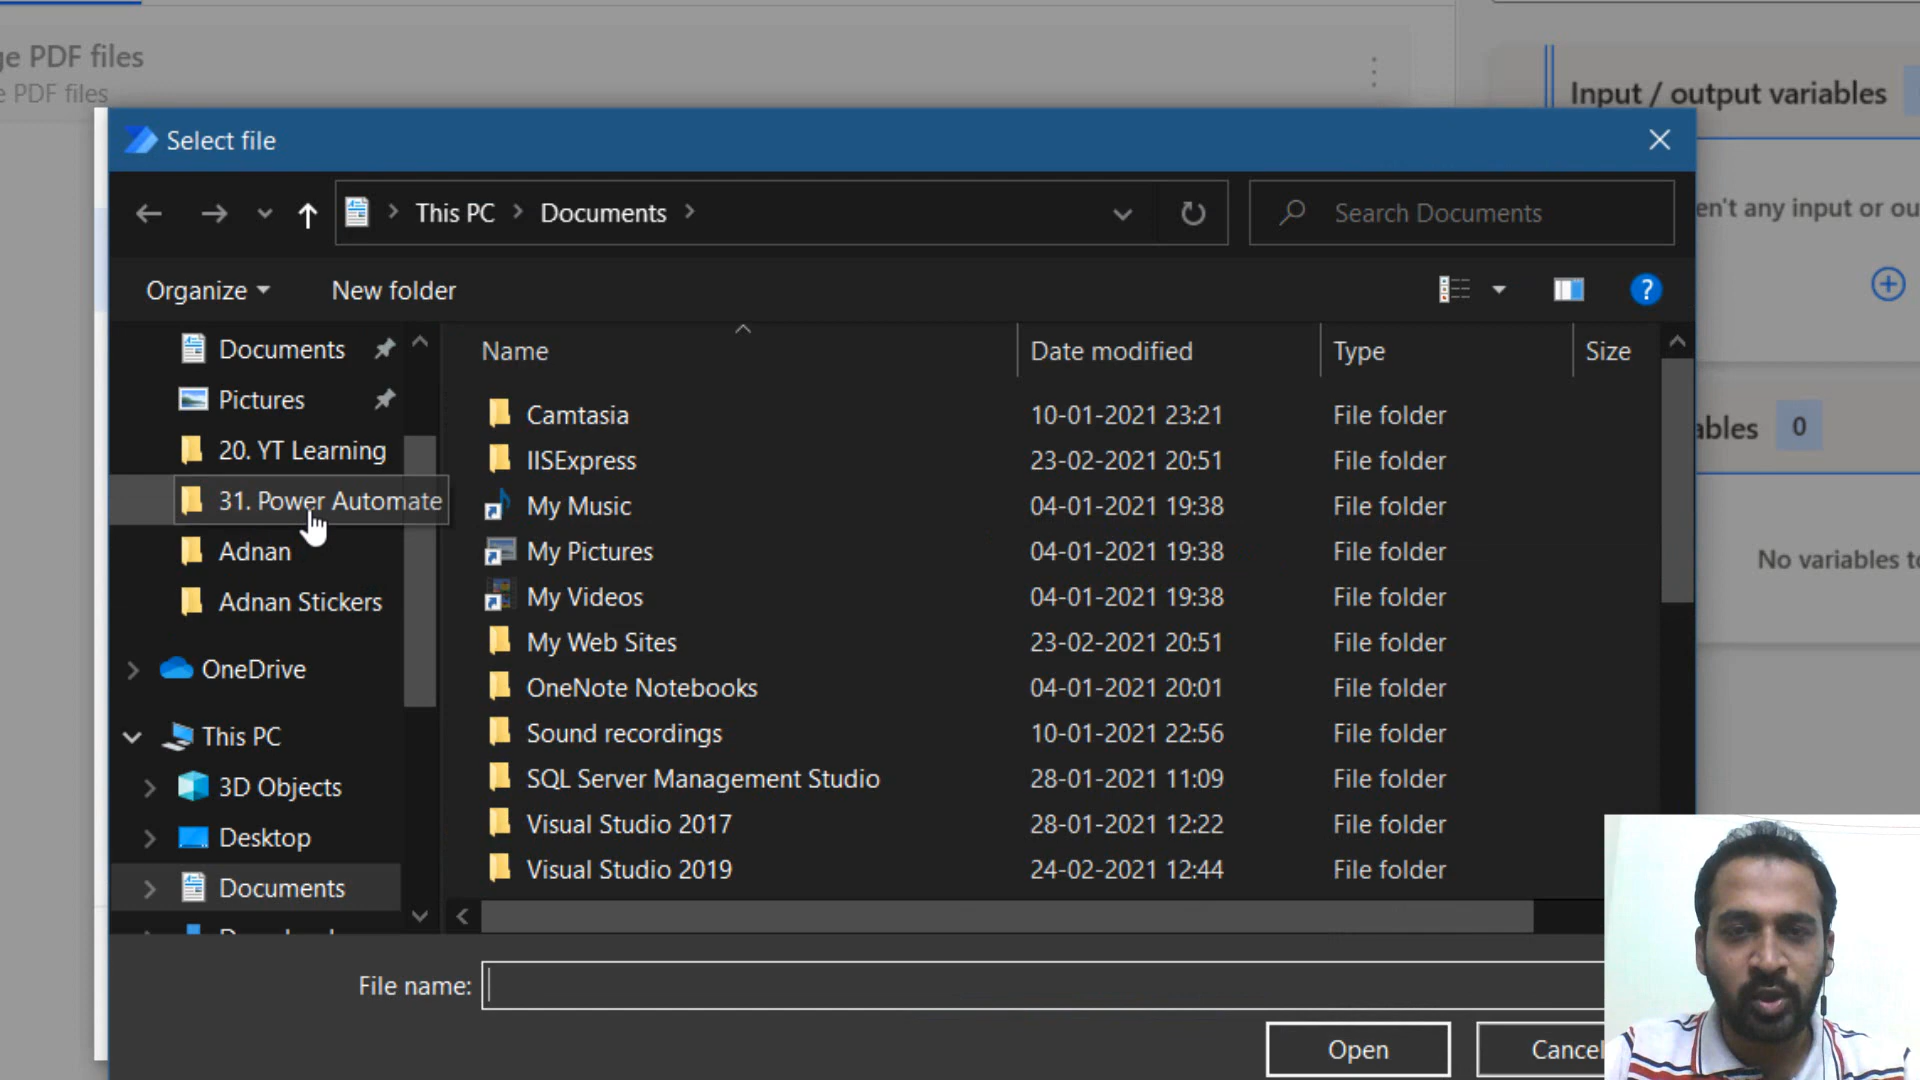 ge PDF files
e PDF files
Input / output variables
Select file
This PC
Documents
Search Documents
en't any input or ou
Organize
New folder
?
Documents
Name
Date modified
Type
Size
Pictures
Camtasia
10-01-2021 23:21
File folder
ables
0
20. YT Learning
IISExpress
23-02-2021 20:51
File folder
31. Power Automate
My Music
04-01-2021 19:38
File folder
Adnan
My Pictures
04-01-2021 19:38
File folder
No variables to
Adnan Stickers
My Videos
04-01-2021 19:38
File folder
My Web Sites
23-02-2021 20:51
File folder
OneDrive
OneNote Notebooks
04-01-2021 20:01
File folder
This PC
Sound recordings
10-01-2021 22:56
File folder
3D Objects
SQL Server Management Studio
28-01-2021 11:09
File folder
Desktop
Visual Studio 2017
28-01-2021 12:22
File folder
Documents
Visual Studio 2019
24-02-2021 12:44
File folder
File name:
Open
Cancel